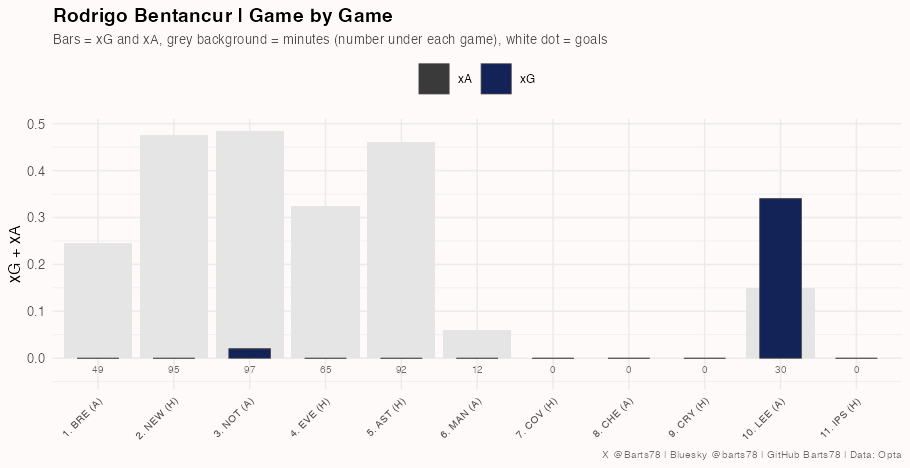 Rodrigo Bentancur | Game by Game
Bars = xG and xA, grey background = minutes (number under each game), white dot = goals
xA xG
xG + xA
0.5
0.4
0.3
0.2
0.1
0.0
49 95 97 65 92 12 0 0 0 30 0
1. BRE (A) 2. NEW (H) 3. NOT (A) 4. EVE (H) 5. AST (H) 6. MAN (A) 7. COV (H) 8. CHE (A) 9. CRY (H) 10. LEE (A) 11. IPS (H)
X @Barts78 | Bluesky @barts78 | GitHub Barts78 | Data: Opta